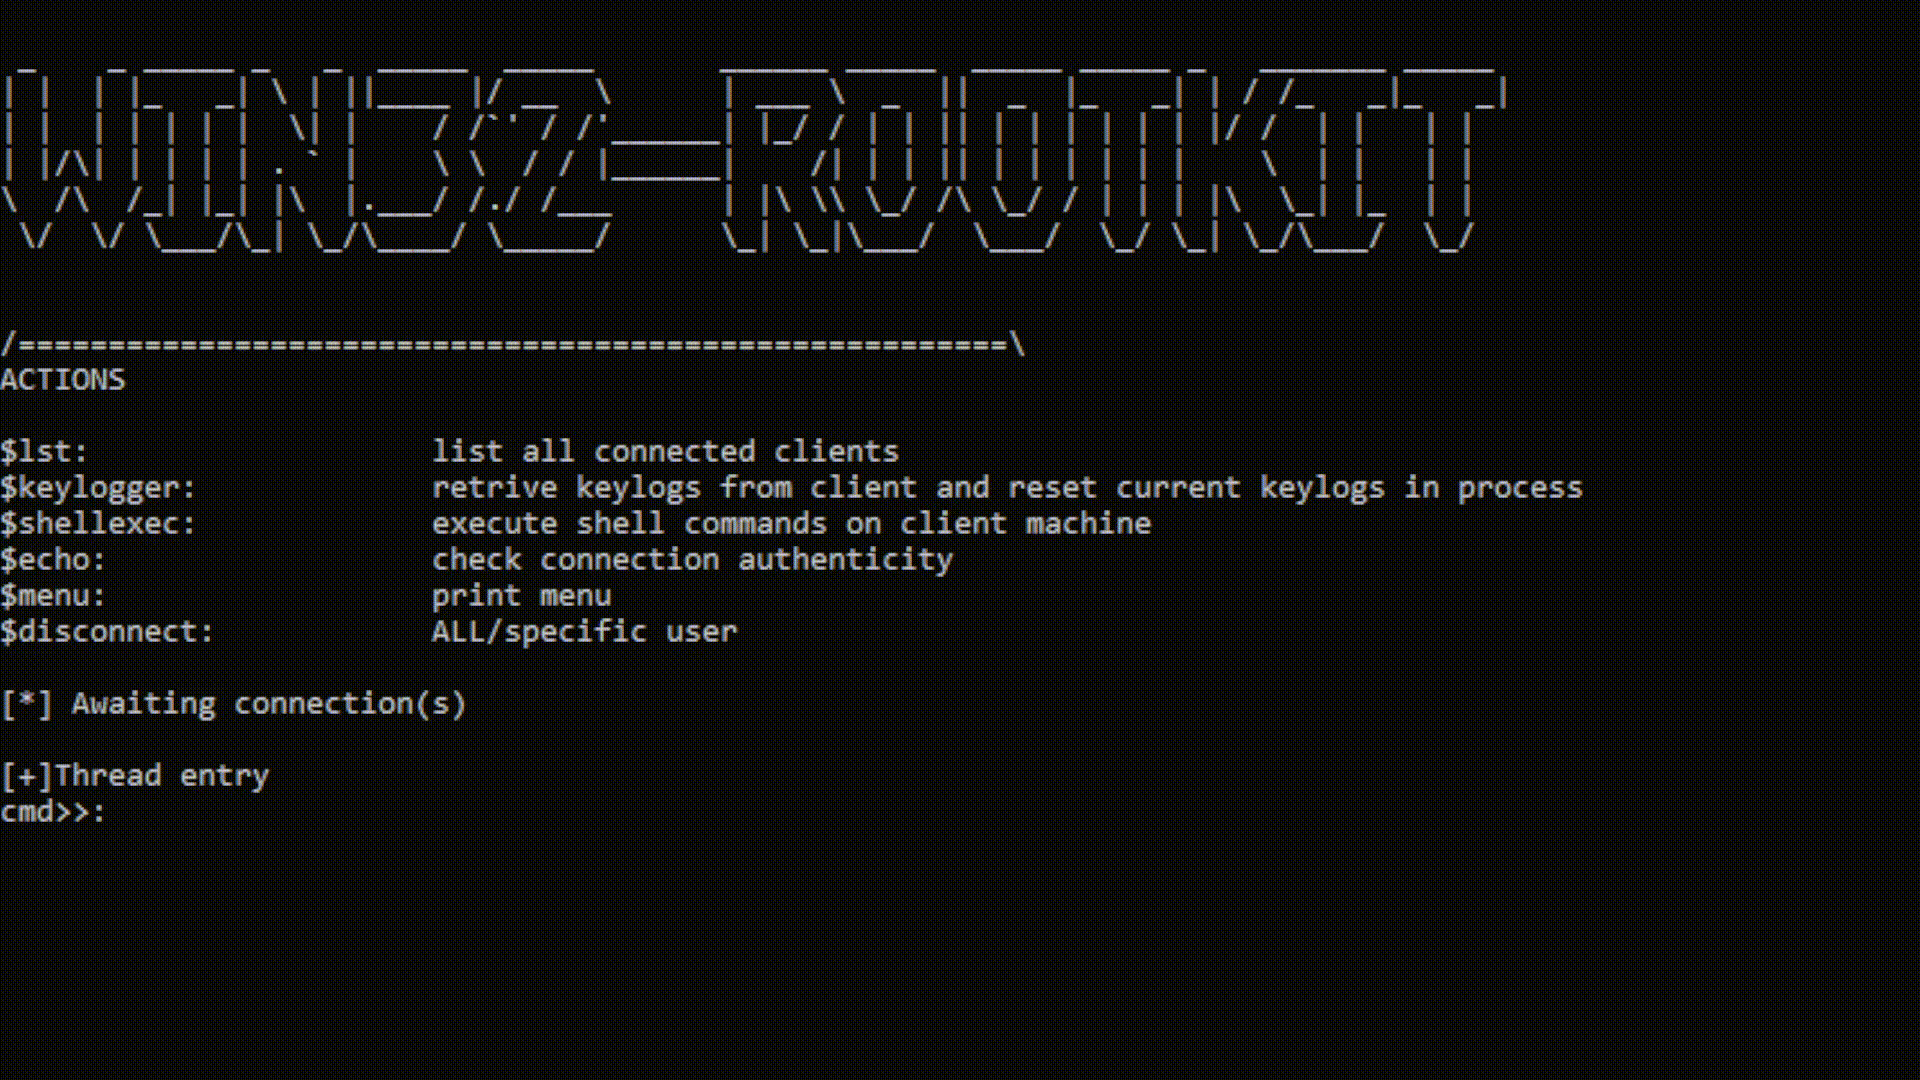 WIN32-ROOTKIT
/=======================================================\
ACTIONS
$lst: list all connected clients
$keylogger: retrive keylogs from client and reset current keylogs in process
$shellexec: execute shell commands on client machine
$echo: check connection authenticity
$menu: print menu
$disconnect: ALL/specific user
[*] Awaiting connection(s)
[+]Thread entry
cmd>>: